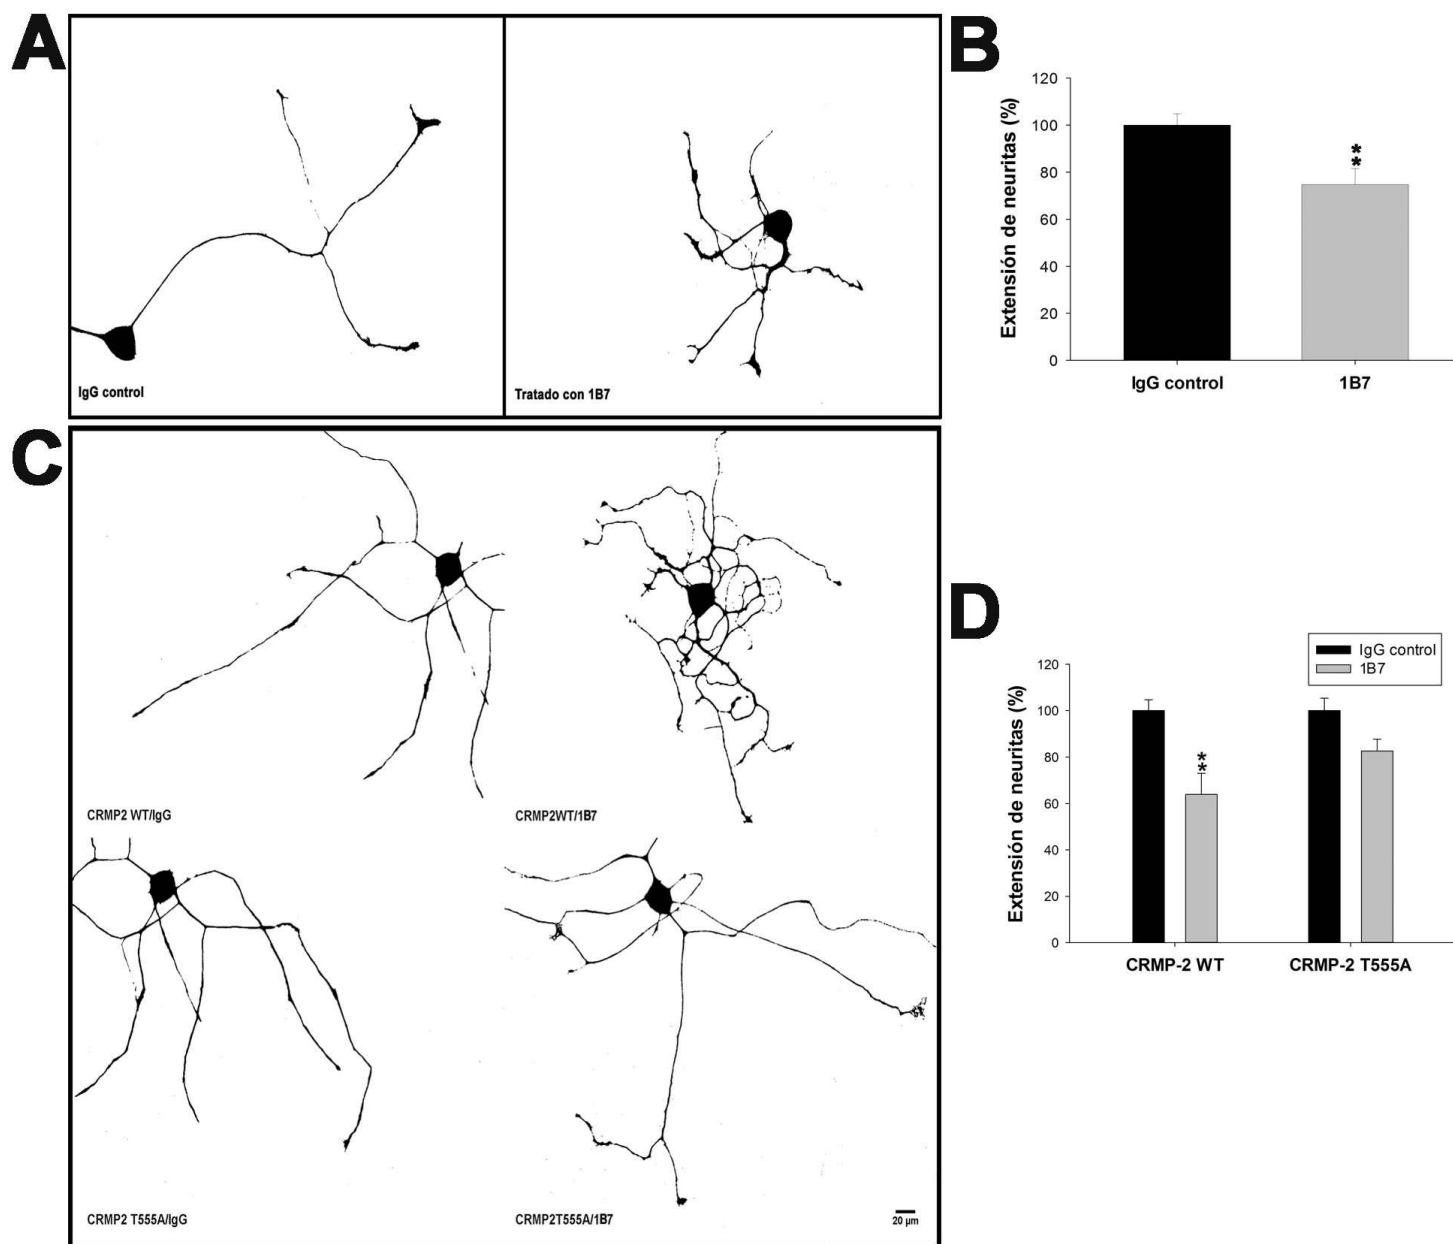 A
IgG control
Tratado con 1B7
B
Extensión de neuritas (%)
120
100
80
60
40
20
0
**
IgG control
1B7
C
CRMP2 WT/IgG
CRMP2WT/1B7
CRMP2 T555A/IgG
CRMP2T555A/1B7
20 µm
D
IgG control
1B7
Extensión de neuritas (%)
120
100
80
60
40
20
0
**
CRMP-2 WT
CRMP-2 T555A